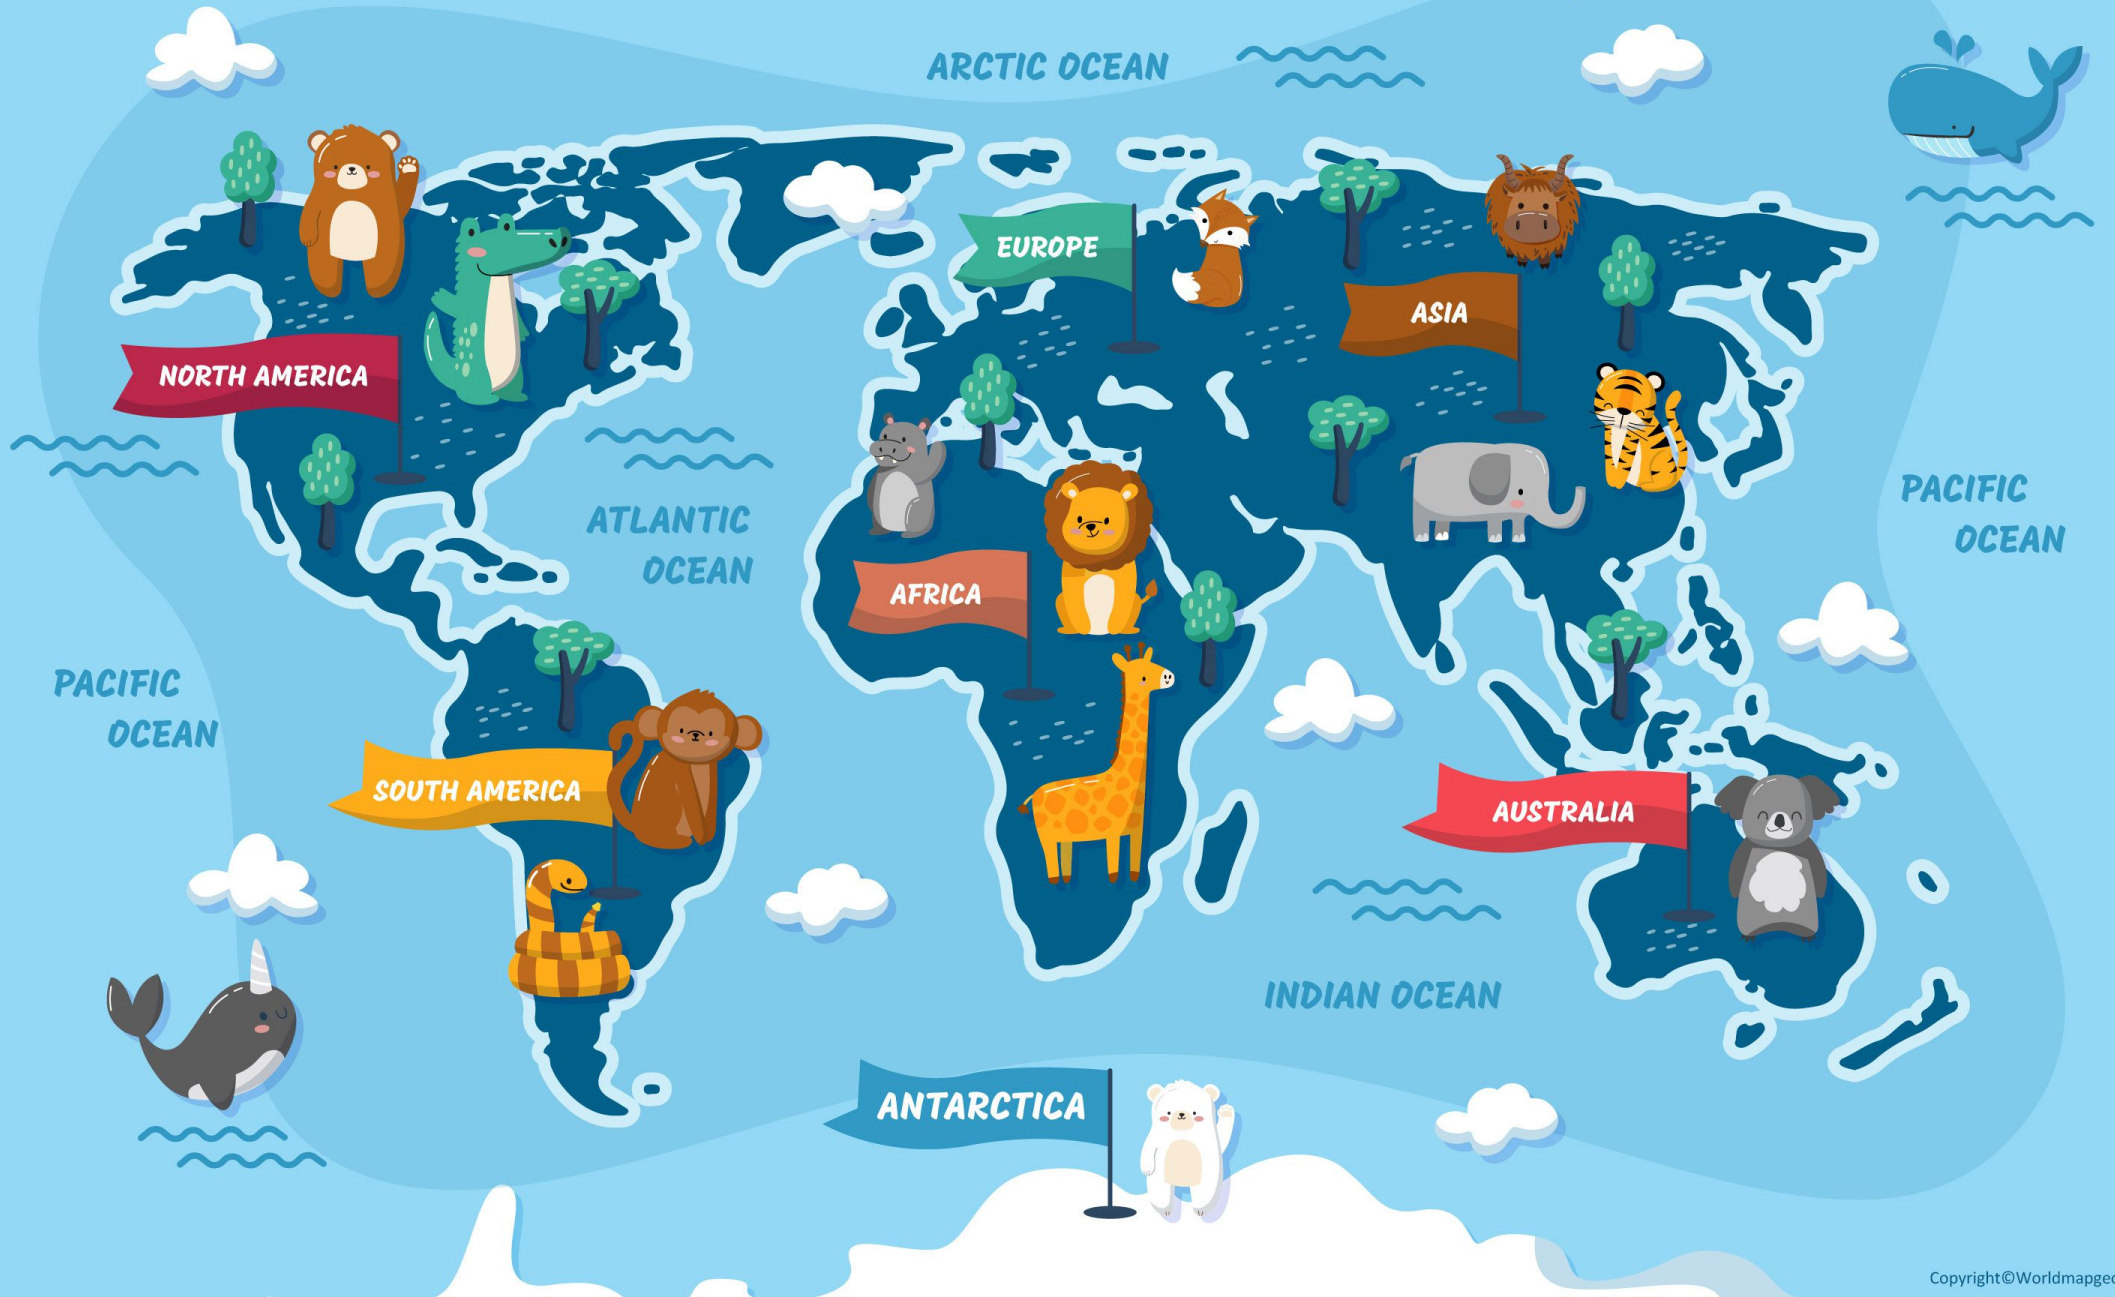 ARCTIC OCEAN
EUROPE
ASIA
NORTH AMERICA
ATLANTIC
OCEAN
PACIFIC
OCEAN
AFRICA
PACIFIC
OCEAN
SOUTH AMERICA
AUSTRALIA
INDIAN OCEAN
ANTARCTICA
Copyright©Worldmapgeo